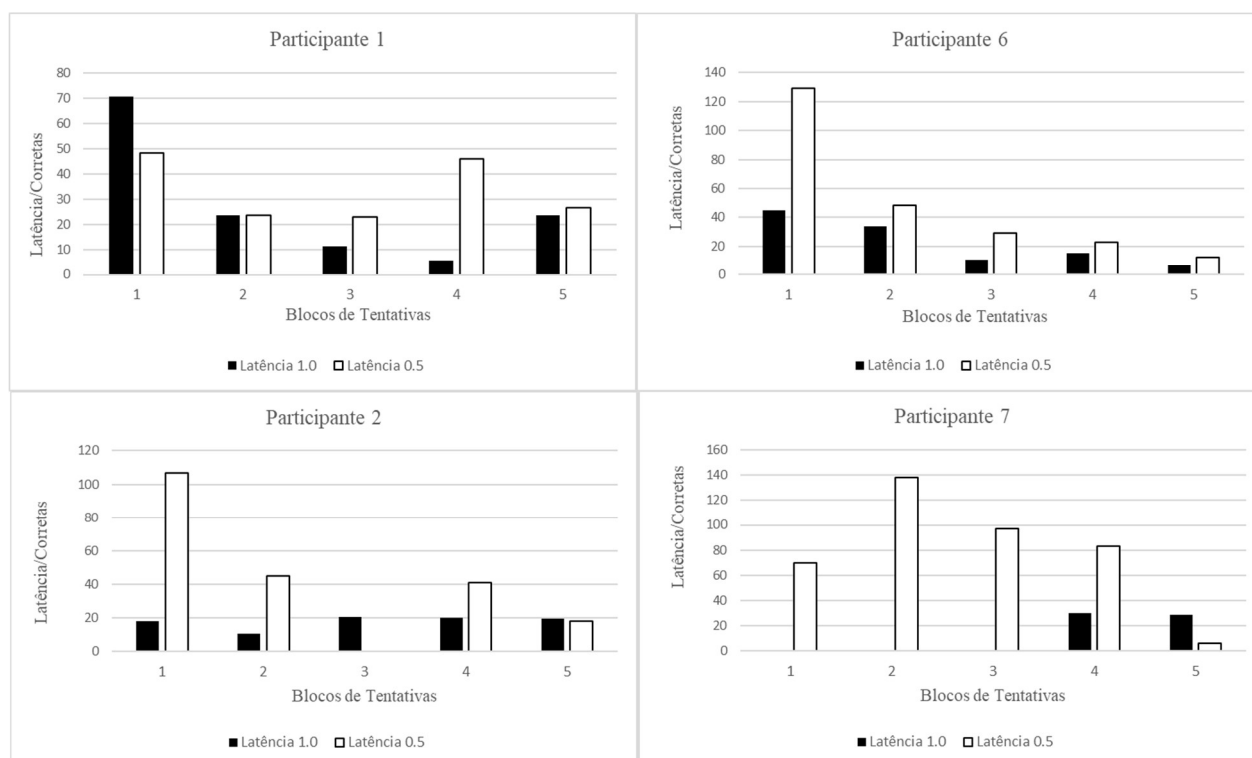 Participante 1
Latência/Corretas
80
70
60
50
40
30
20
10
0
1 2 3 4 5
Blocos de Tentativas
Latência 1.0 Latência 0.5
Participante 6
Latência/Corretas
140
120
100
80
60
40
20
0
1 2 3 4 5
Blocos de Tentativas
Latência 1.0 Latência 0.5
Participante 2
Latência/Corretas
120
100
80
60
40
20
0
1 2 3 4 5
Blocos de Tentativas
Latência 1.0 Latência 0.5
Participante 7
Latência/Corretas
160
140
120
100
80
60
40
20
0
1 2 3 4 5
Blocos de Tentativas
Latência 1.0 Latência 0.5